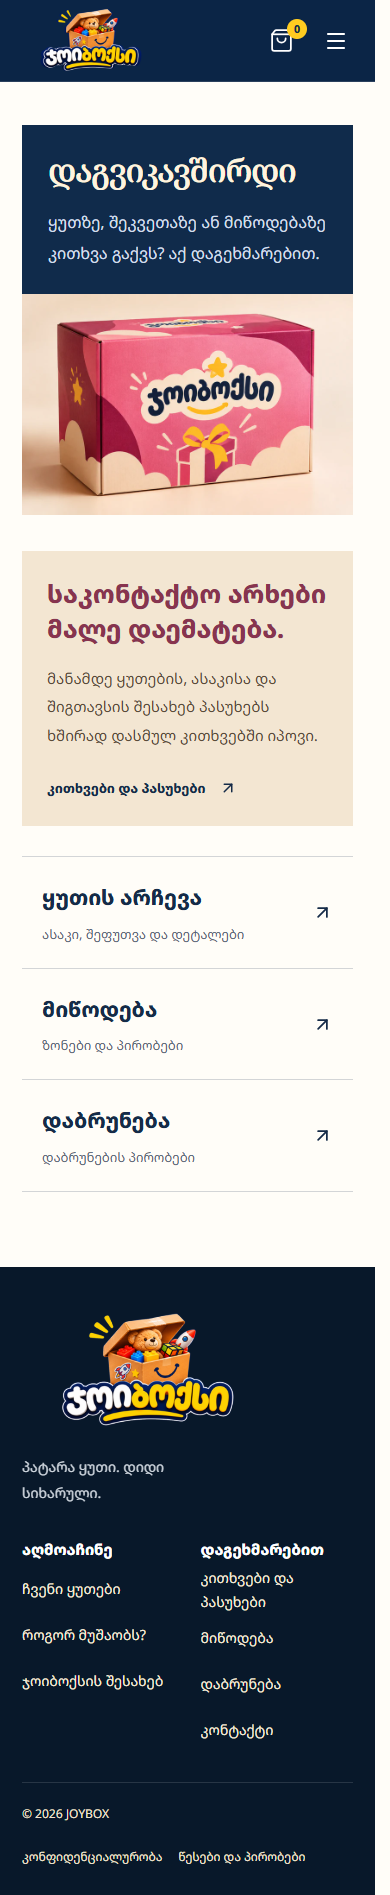 ჯოიბოქსი
0
დაგვიკავშირდი
ყუთზე, შეკვეთაზე ან მიწოდებაზე
კითხვა გაქვს? აქ დაგეხმარებით.
ჯოიბოქსი
საკონტაქტო არხები
მალე დაემატება.
მანამდე ყუთების, ასაკისა და
შიგთავსის შესახებ პასუხებს
ხშირად დასმულ კითხვებში იპოვი.
კითხვები და პასუხები
ყუთის არჩევა
ასაკი, შეფუთვა და დეტალები
მიწოდება
ზონები და პირობები
დაბრუნება
დაბრუნების პირობები
ჯოიბოქსი
პატარა ყუთი. დიდი
სიხარული.
აღმოაჩინე
ჩვენი ყუთები
როგორ მუშაობს?
ჯოიბოქსის შესახებ
დაგეხმარებით
კითხვები და
პასუხები
მიწოდება
დაბრუნება
კონტაქტი
© 2026 JOYBOX
კონფიდენციალურობა წესები და პირობები